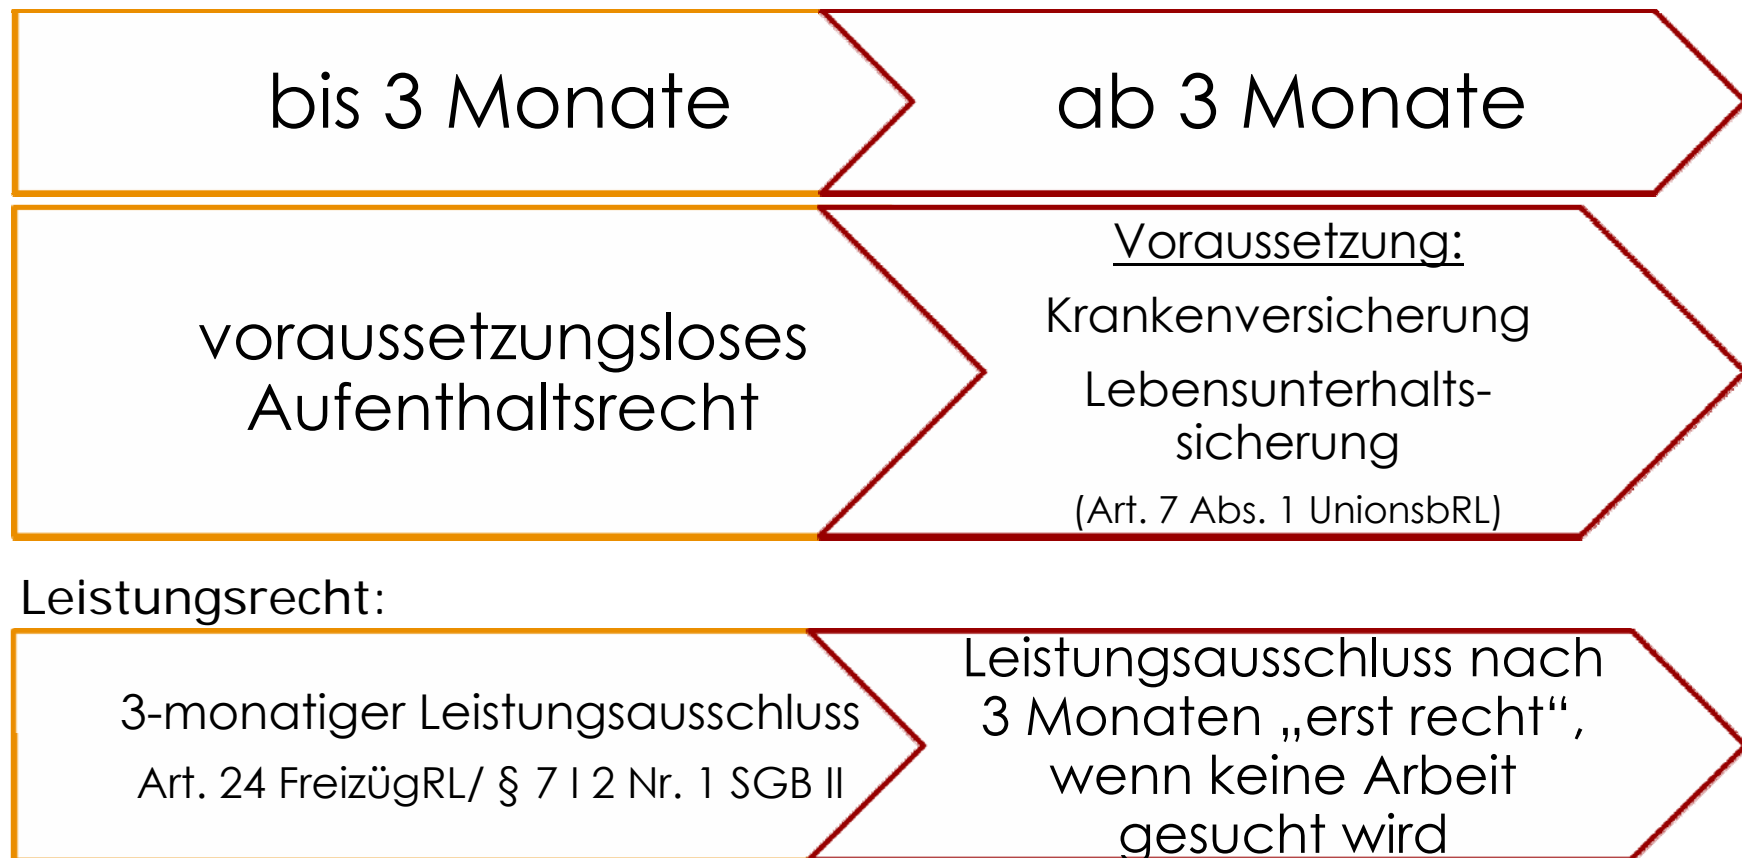 bis 3 Monate
ab 3 Monate
voraussetzungsloses
Aufenthaltsrecht
Voraussetzung:
Krankenversicherung
Lebensunterhalts-
sicherung
(Art. 7 Abs. 1 UnionsbRL)
Leistungsrecht:
3-monatiger Leistungsausschluss
Art. 24 FreizügRL/ § 7 I 2 Nr. 1 SGB II
Leistungsausschluss nach
3 Monaten „erst recht“,
wenn keine Arbeit
gesucht wird